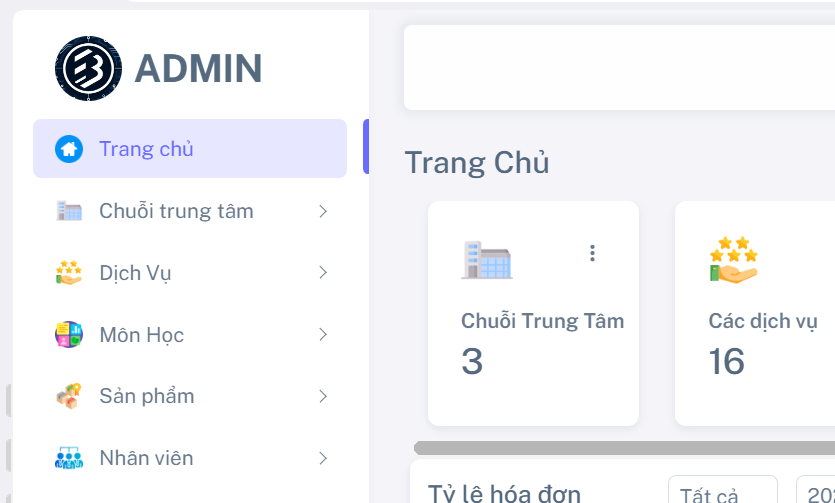 ADMIN
Trang chủ
Chuỗi trung tâm
Dịch Vụ
Môn Học
Sản phẩm
Nhân viên
Trang Chủ
Chuỗi Trung Tâm
3
Các dịch vụ
16
Tỷ lệ hóa đơn
Tất cả